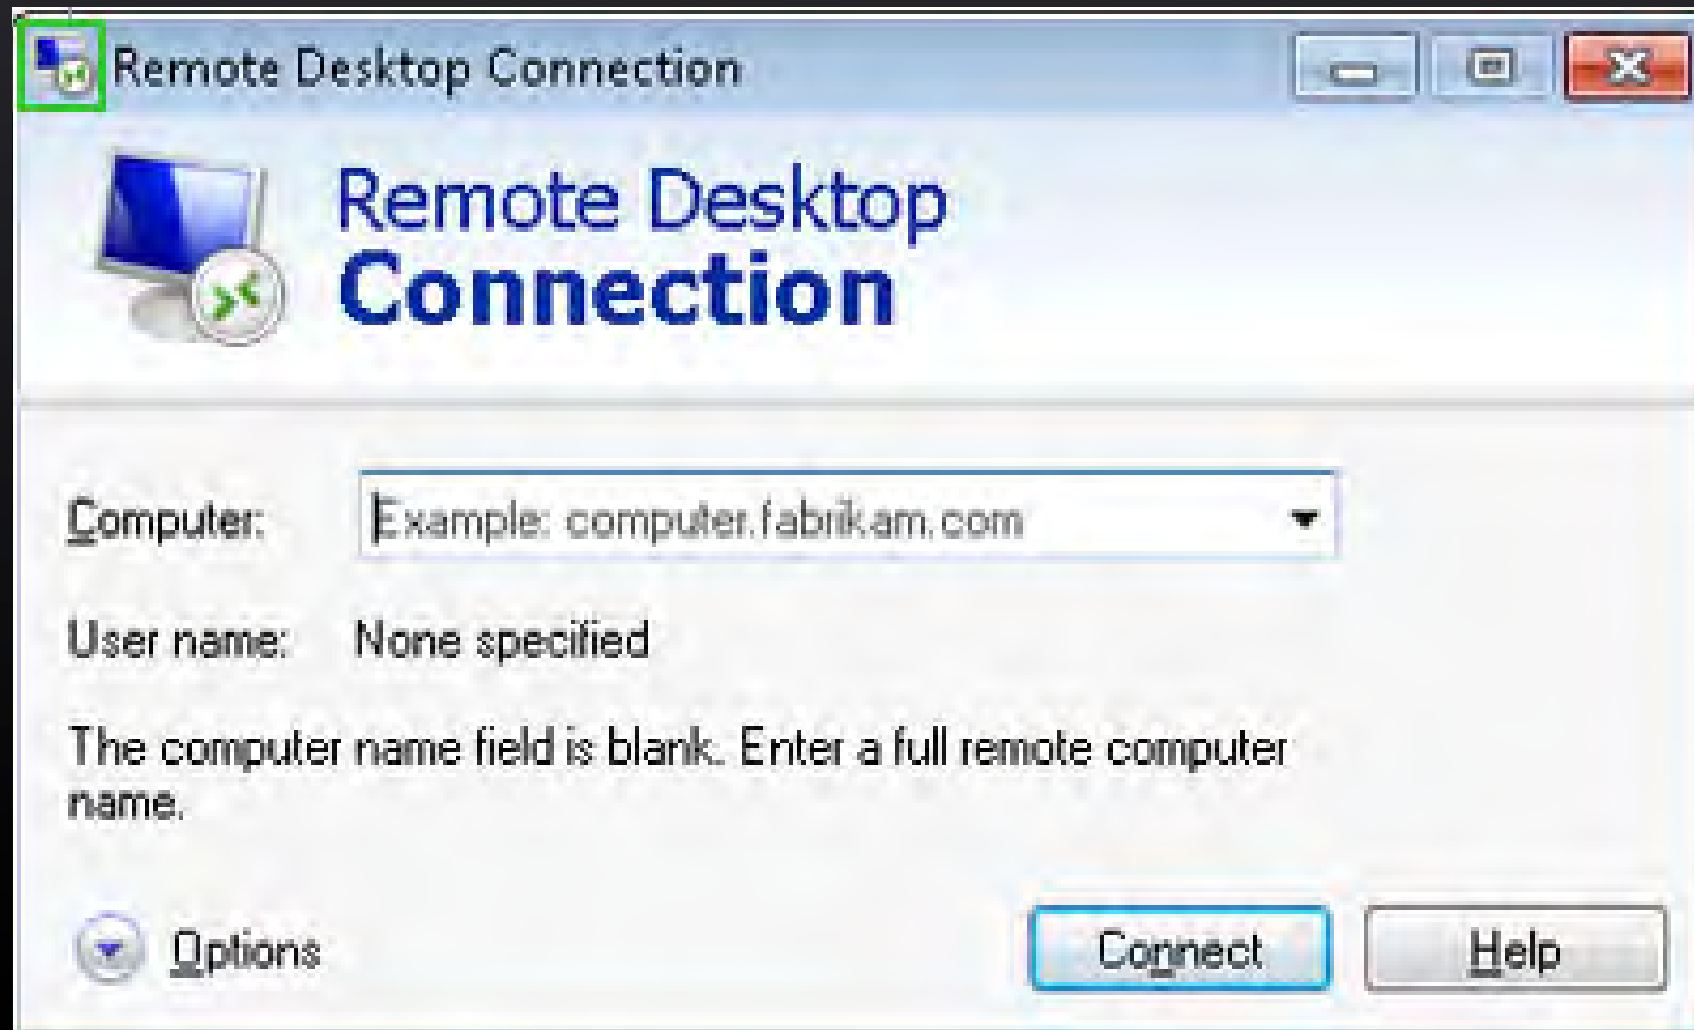 Remote Desktop Connection
Remote Desktop
Connection
Computer: Example: computer.fabrikam.com
User name: None specified
The computer name field is blank. Enter a full remote computer
name.
Options Connect Help